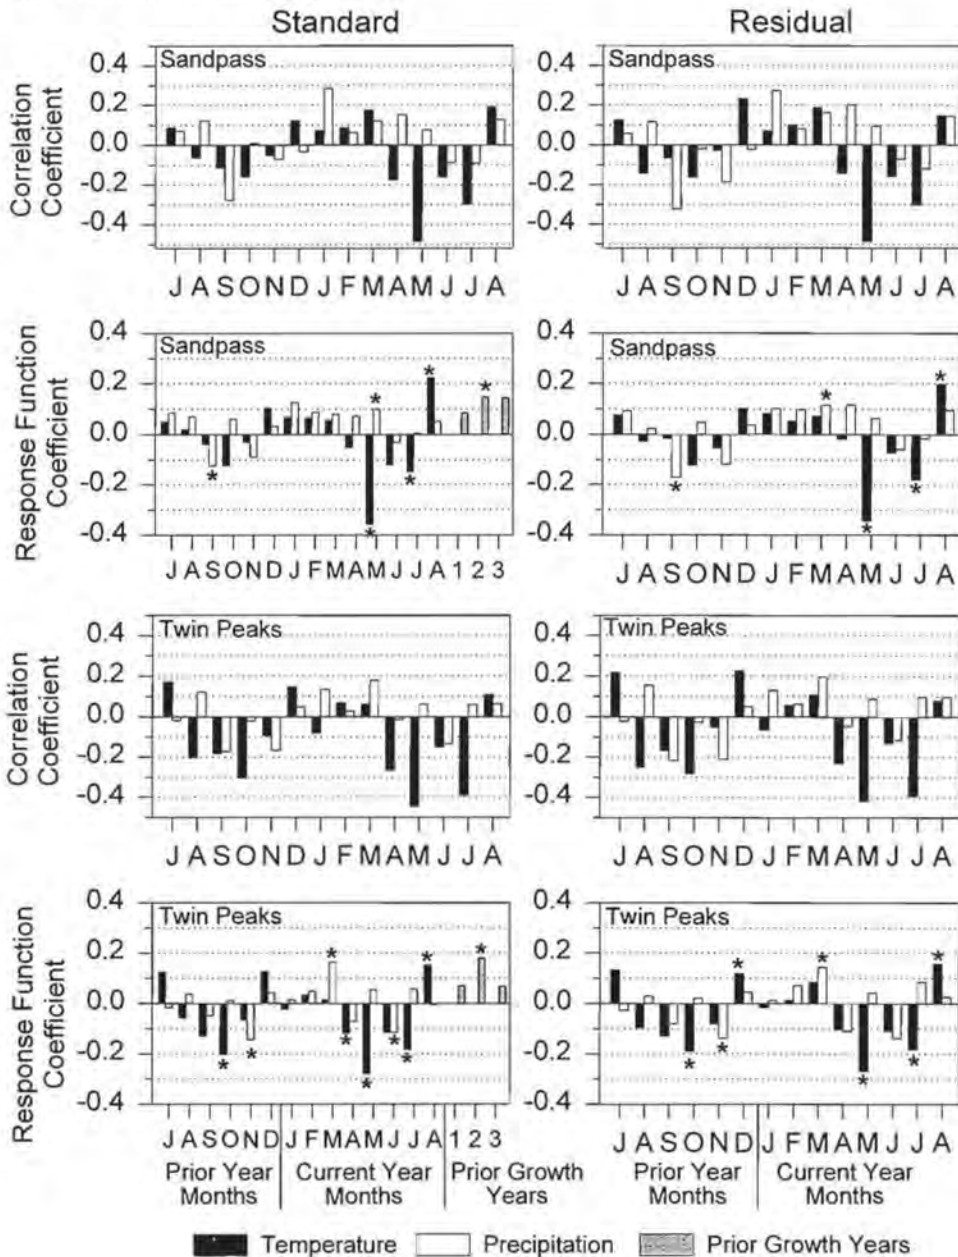 Standard
Residual
Correlation
Coefficient
0.4
0.2
0.0
-0.2
-0.4
Sandpass
J A S O N D J F M A M J J A
0.4
0.2
0.0
-0.2
-0.4
Sandpass
J A S O N D J F M A M J J A
Response Function
Coefficient
0.4
0.2
0.0
-0.2
-0.4
Sandpass
* * * * * *
J A S O N D J F M A M J J A 1 2 3
0.4
0.2
0.0
-0.2
-0.4
Sandpass
* * * * *
J A S O N D J F M A M J J A
Correlation
Coefficient
0.4
0.2
0.0
-0.2
-0.4
Twin Peaks
J A S O N D J F M A M J J A
0.4
0.2
0.0
-0.2
-0.4
Twin Peaks
J A S O N D J F M A M J J A
Response Function
Coefficient
0.4
0.2
0.0
-0.2
-0.4
Twin Peaks
* * * * * * * * *
J A S O N D J F M A M J J A 1 2 3
Prior Year
Months
Current Year
Months
Prior Growth
Years
0.4
0.2
0.0
-0.2
-0.4
Twin Peaks
* * * * * * *
J A S O N D J F M A M J J A
Prior Year
Months
Current Year
Months
Temperature Precipitation Prior Growth Years